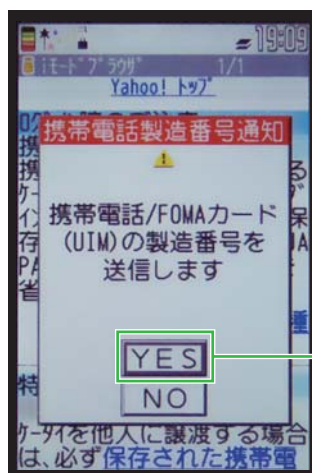 19:09
iモードブラウザ 1/1
Yahoo! トップ
携帯電話製造番号通知
携帯電話/FOMAカード
(UIM)の製造番号を
送信します
YES
NO
特
ケータイを他人に譲渡する場合
は、必ず保存された携帯電